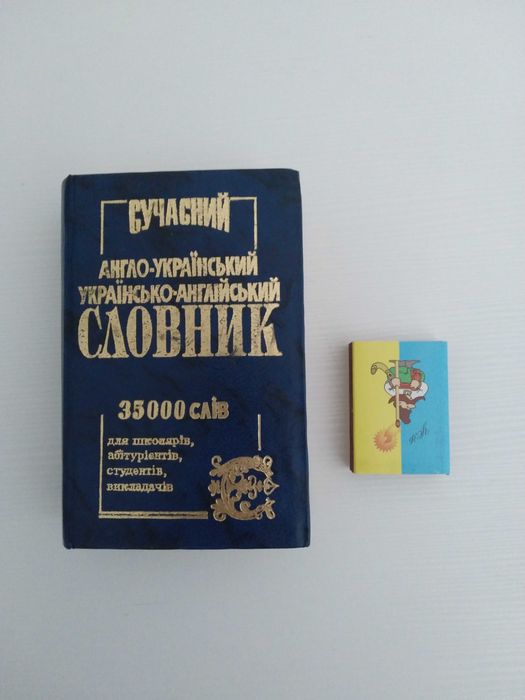 СУЧАСНИЙ
АНГЛО-УКРАЇНСЬКИЙ
УКРАЇНСЬКО-АНГЛІЙСЬКИЙ
СЛОВНИК
35000 СЛІВ
для школярів,
абітурієнтів,
студентів,
викладачів